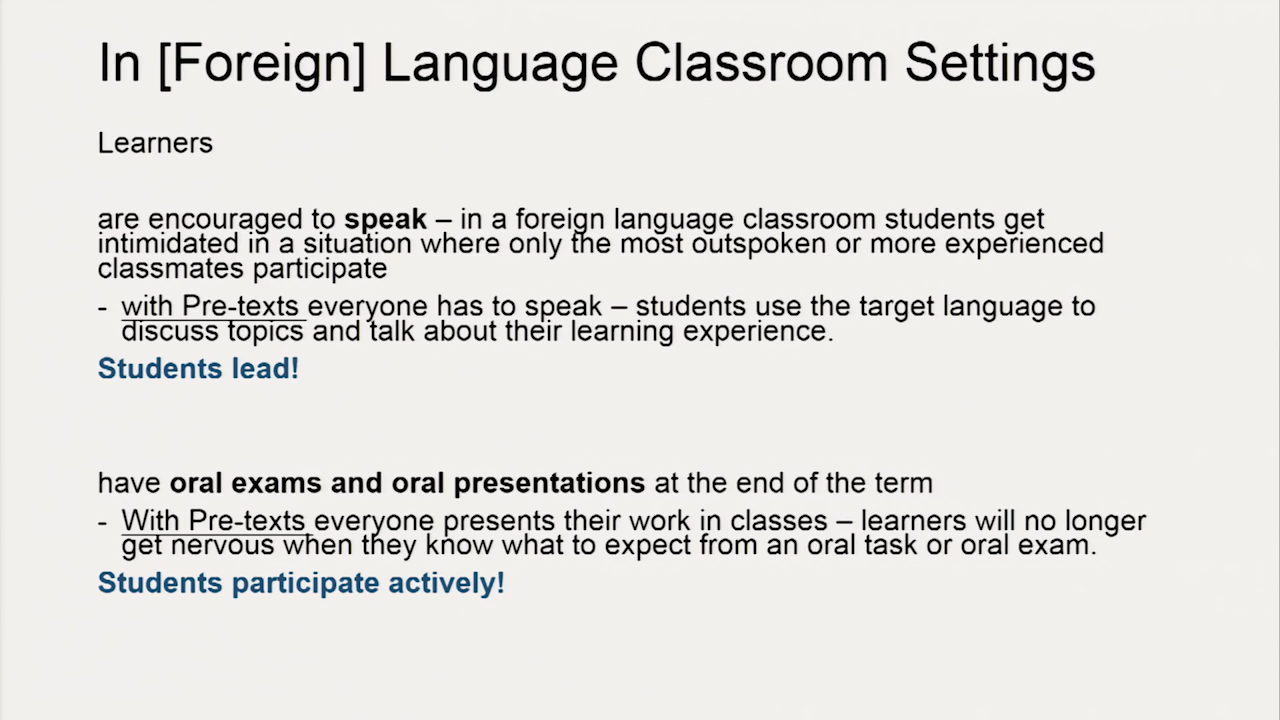 In [Foreign] Language Classroom Settings
Learners
are encouraged to speak – in a foreign language classroom students get
intimidated in a situation where only the most outspoken or more experienced
classmates participate
- with Pre-texts everyone has to speak – students use the target language to
discuss topics and talk about their learning experience.
Students lead!
have oral exams and oral presentations at the end of the term
- With Pre-texts everyone presents their work in classes – learners will no longer
get nervous when they know what to expect from an oral task or oral exam.
Students participate actively!